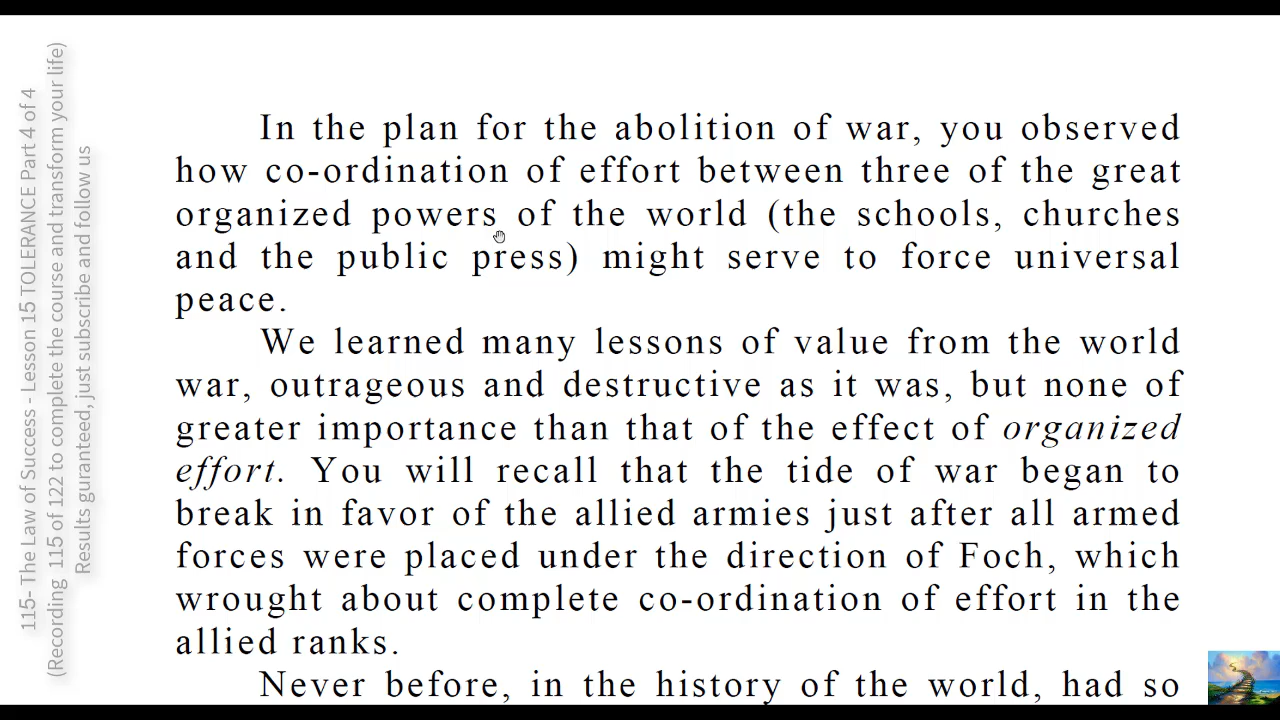 In the plan for the abolition of war, you observed
how co-ordination of effort between three of the great
organized powers of the world (the schools, churches
and the public press) might serve to force universal
peace.
We learned many lessons of value from the world
war, outrageous and destructive as it was, but none of
greater importance than that of the effect of organized
effort. You will recall that the tide of war began to
break in favor of the allied armies just after all armed
forces were placed under the direction of Foch, which
wrought about complete co-ordination of effort in the
allied ranks.
Never before, in the history of the world, had so
115- The Law of Success - Lesson 15 TOLERANCE Part 4 of 4
(Recording 115 of 122 to complete the course and transform your life)
Results guranteed, just subscribe and follow us